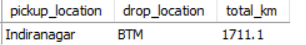 pickup_location drop_location total_km
Indiranagar BTM 1711.1